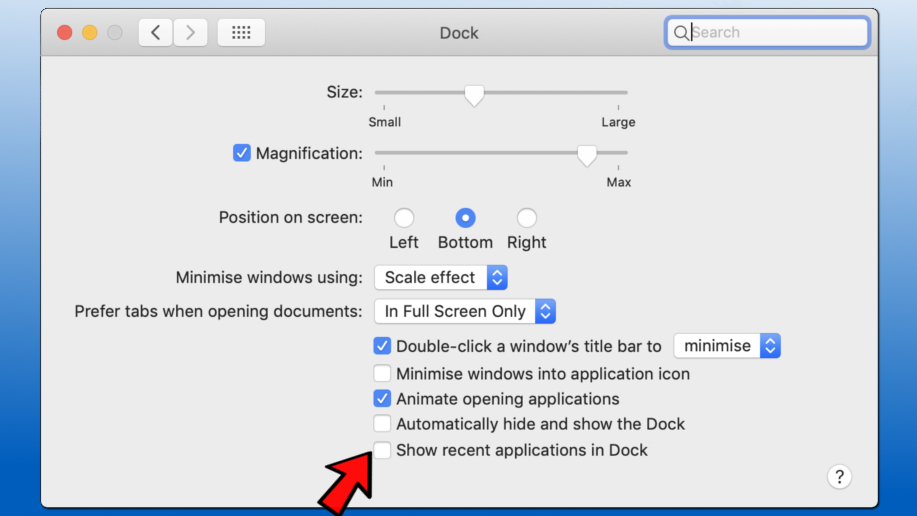 Dock
Search
Size:
Small Large
Magnification:
Min Max
Position on screen:
Left Bottom Right
Minimise windows using: Scale effect
Prefer tabs when opening documents: In Full Screen Only
Double-click a window's title bar to minimise
Minimise windows into application icon
Animate opening applications
Automatically hide and show the Dock
Show recent applications in Dock
?